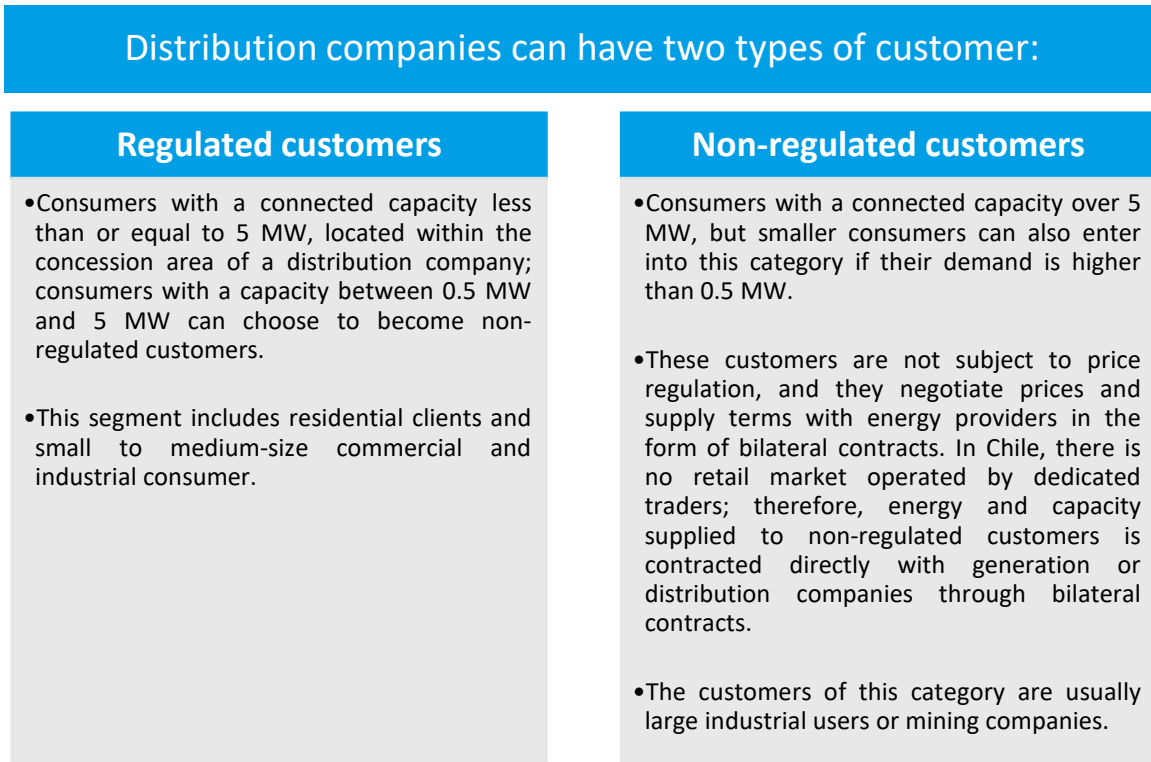 Distribution companies can have two types of customer:
Regulated customers
•Consumers with a connected capacity less
than or equal to 5 MW, located within the
concession area of a distribution company;
consumers with a capacity between 0.5 MW
and 5 MW can choose to become non-
regulated customers.
•This segment includes residential clients and
small to medium-size commercial and
industrial consumer.
Non-regulated customers
•Consumers with a connected capacity over 5
MW, but smaller consumers can also enter
into this category if their demand is higher
than 0.5 MW.
•These customers are not subject to price
regulation, and they negotiate prices and
supply terms with energy providers in the
form of bilateral contracts. In Chile, there is
no retail market operated by dedicated
traders; therefore, energy and capacity
supplied to non-regulated customers is
contracted directly with generation or
distribution companies through bilateral
contracts.
•The customers of this category are usually
large industrial users or mining companies.